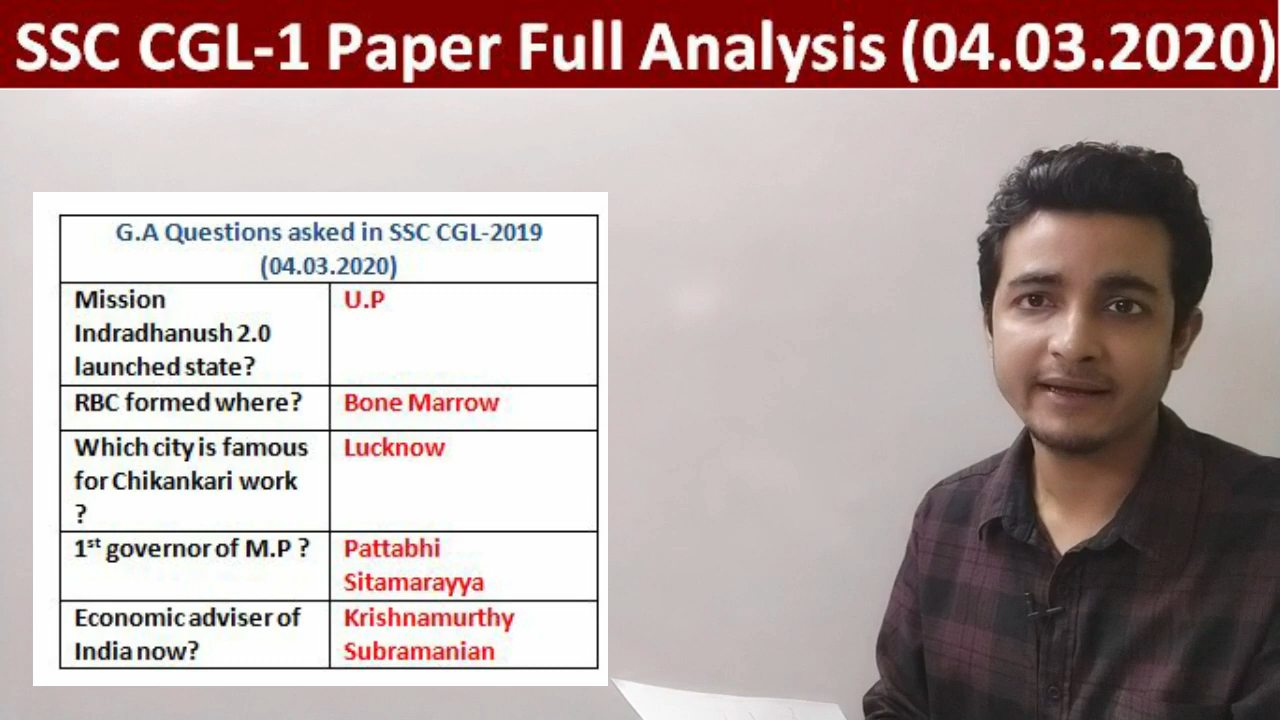 SSC CGL-1 Paper Full Analysis (04.03.2020)
G.A Questions asked in SSC CGL-2019
(04.03.2020)
Mission
Indradhanush 2.0
launched state?
U.P
RBC formed where?
Bone Marrow
Which city is famous
for Chikankari work
?
Lucknow
1st governor of M.P ?
Pattabhi
Sitamarayya
Economic adviser of
India now?
Krishnamurthy
Subramanian